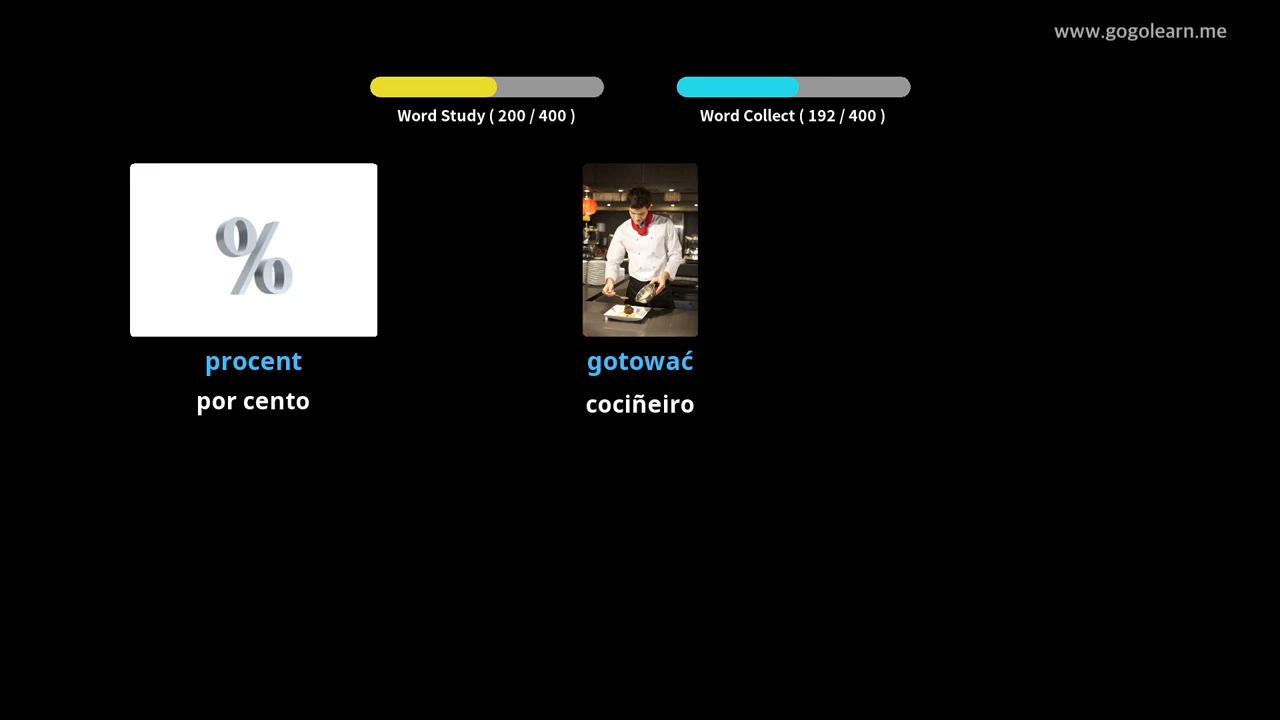 www.gogolearn.me
Word Study ( 200 / 400 )
Word Collect ( 192 / 400 )
%
procent
gotować
por cento
cociñeiro